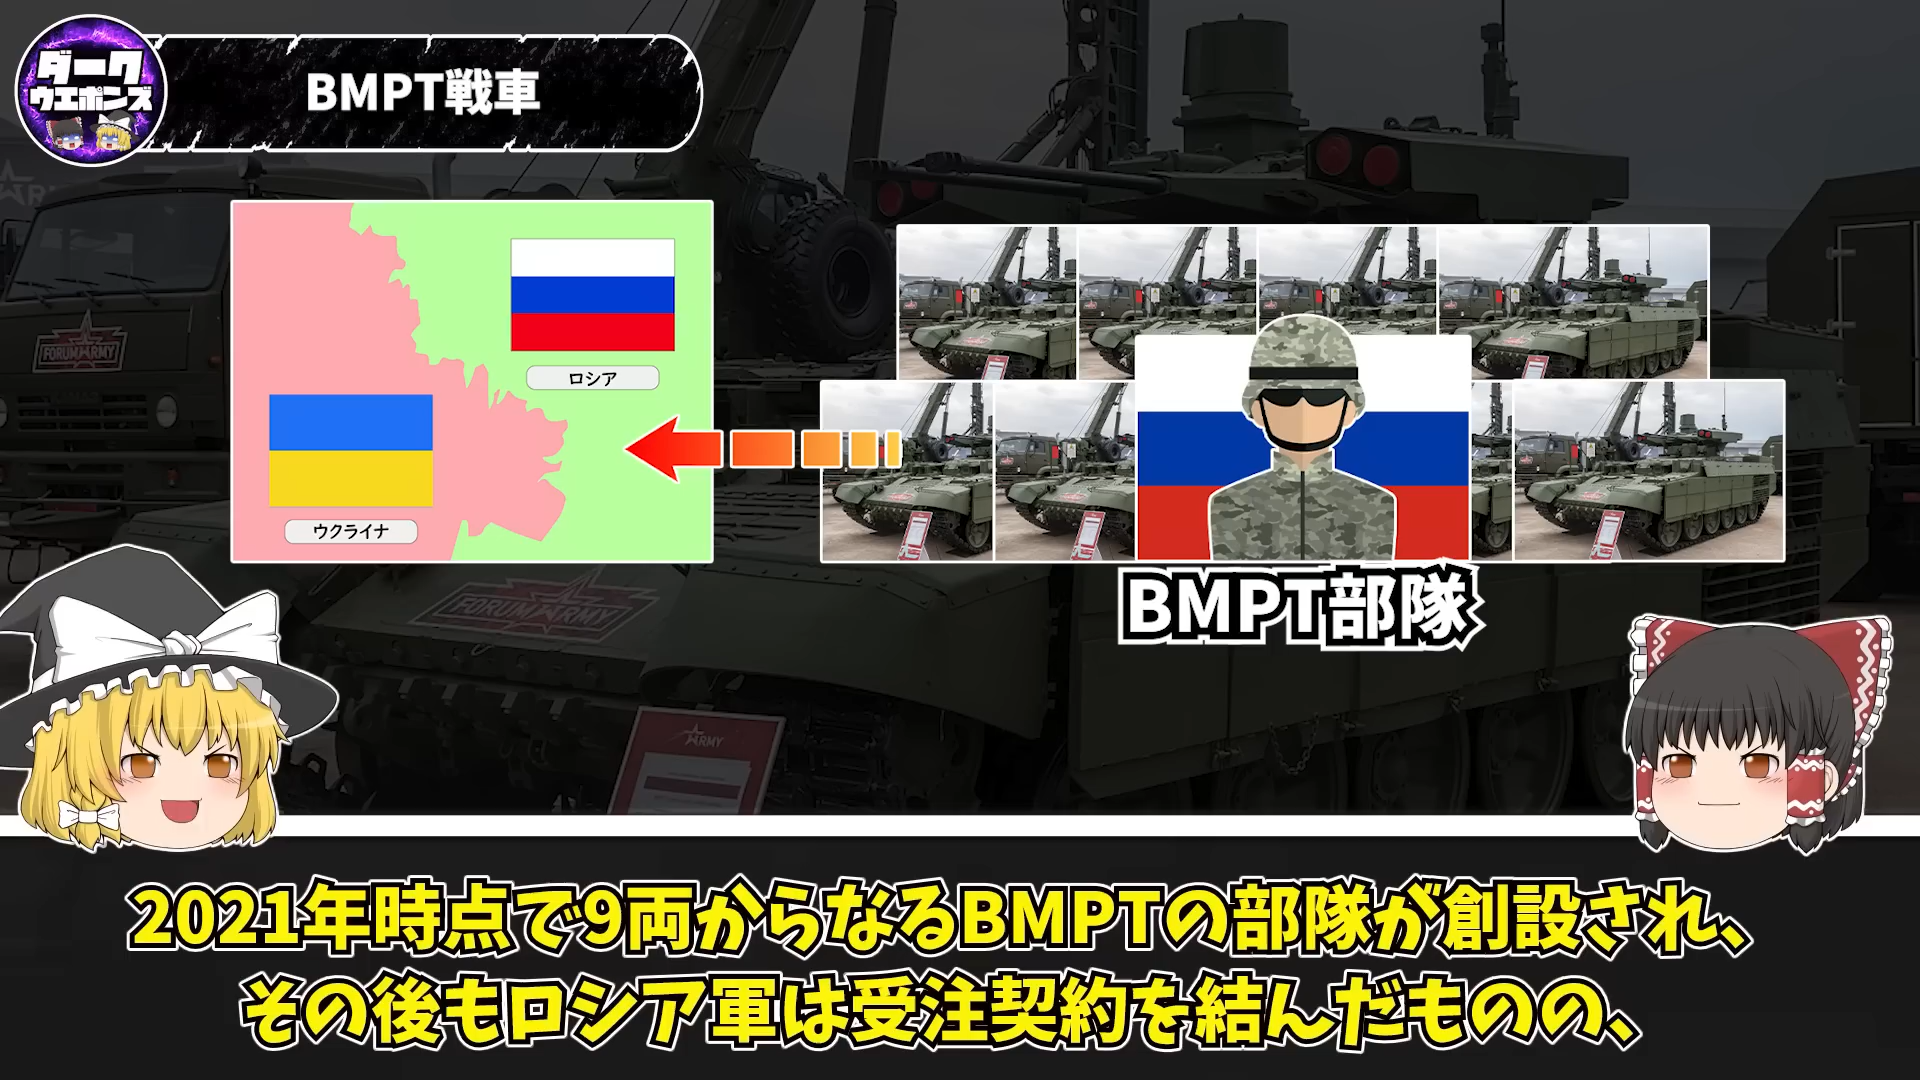 ダーク
ウエポンズ
BMPT戦車
ロシア
ウクライナ
BMPT部隊
FORUM ARMY
FORUM ARMY
ARMY
2021年時点で9両からなるBMPTの部隊が創設され、
その後もロシア軍は受注契約を結んだものの、